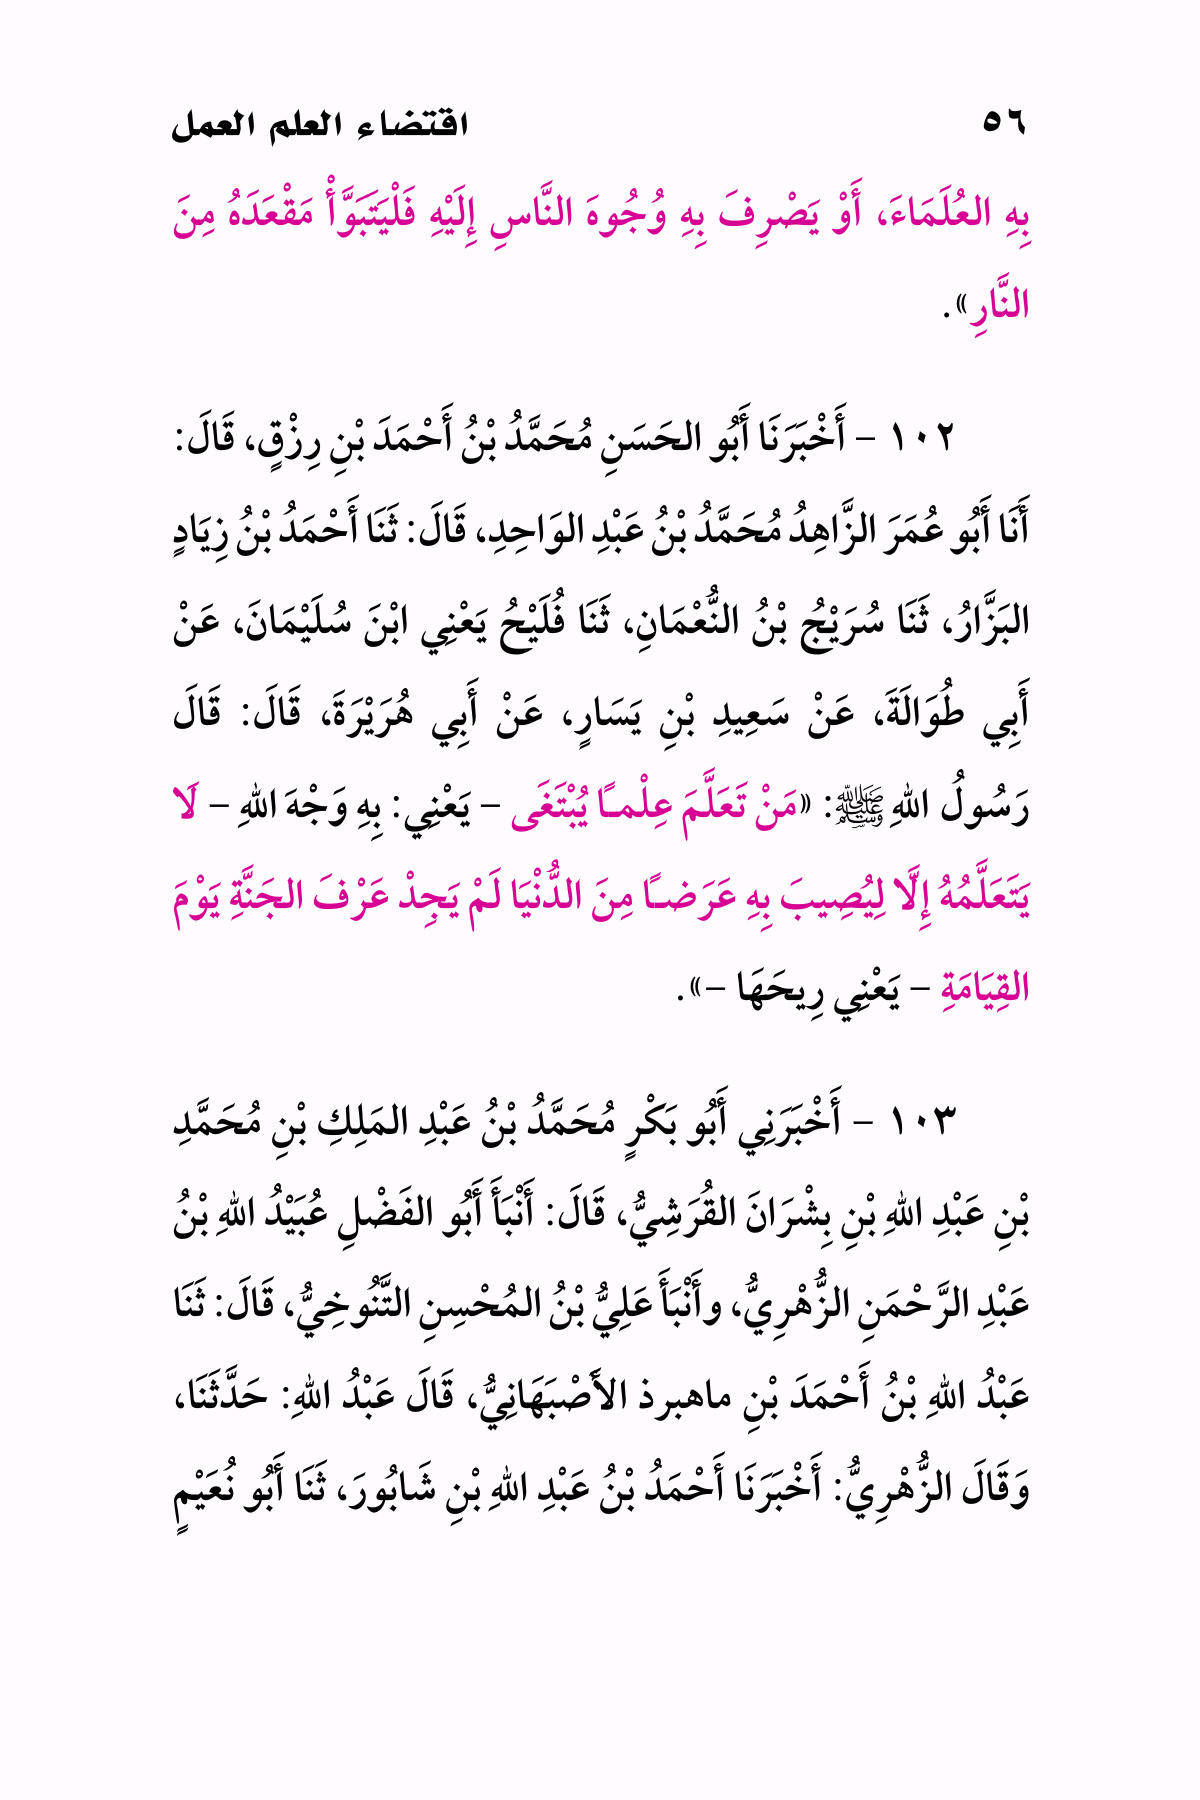 ٥٦ اقتضاء العلم العمل
بِهِ العُلَمَاءَ، أَوْ يَصْرِفَ بِهِ وُجُوهَ النَّاسِ إِلَيْهِ فَلْيَتَبَوَّأْ مَقْعَدَهُ مِنَ
النَّارِ».
١٠٢ – أَخْبَرَنَا أَبُو الحَسَنِ مُحَمَّدُ بْنُ أَحْمَدَ بْنِ رِزْقٍ، قَالَ:
أَنَا أَبُو عُمَرَ الزَّاهِدُ مُحَمَّدُ بْنُ عَبْدِ الوَاحِدِ، قَالَ: ثَنَا أَحْمَدُ بْنُ زِيَادٍ
البَزَّارُ، ثَنَا سُرَيْجُ بْنُ النُّعْمَانِ، ثَنَا فُلَيْحُ يَعْنِي ابْنَ سُلَيْمَانَ، عَنْ
أَبِي طُوَالَةَ، عَنْ سَعِيدِ بْنِ يَسَارٍ، عَنْ أَبِي هُرَيْرَةَ، قَالَ: قَالَ
رَسُولُ اللهِ ﷺ: «مَنْ تَعَلَّمَ عِلْمـًا يُبْتَغَى – يَعْنِي: بِهِ وَجْهَ اللهِ – لَا
يَتَعَلَّمُهُ إِلَّا لِيُصِيبَ بِهِ عَرَضـًا مِنَ الدُّنْيَا لَمْ يَجِدْ عَرْفَ الجَنَّةِ يَوْمَ
القِيَامَةِ – يَعْنِي رِيحَهَا –».
١٠٣ – أَخْبَرَنِي أَبُو بَكْرٍ مُحَمَّدُ بْنُ عَبْدِ المَلِكِ بْنِ مُحَمَّدِ
بْنِ عَبْدِ اللهِ بْنِ بِشْرَانَ القُرَشِيُّ، قَالَ: أَنْبَأَ أَبُو الفَضْلِ عُبَيْدُ اللهِ بْنُ
عَبْدِ الرَّحْمَنِ الزُّهْرِيُّ، وأَنْبَأَ عَلِيُّ بْنُ المُحْسِنِ التَّنُوخِيُّ، قَالَ: ثَنَا
عَبْدُ اللهِ بْنُ أَحْمَدَ بْنِ ماهبرذ الأَصْبَهَانِيُّ، قَالَ عَبْدُ اللهِ: حَدَّثَنَا،
وَقَالَ الزُّهْرِيُّ: أَخْبَرَنَا أَحْمَدُ بْنُ عَبْدِ اللهِ بْنِ شَابُورَ، ثَنَا أَبُو نُعَيْمٍ